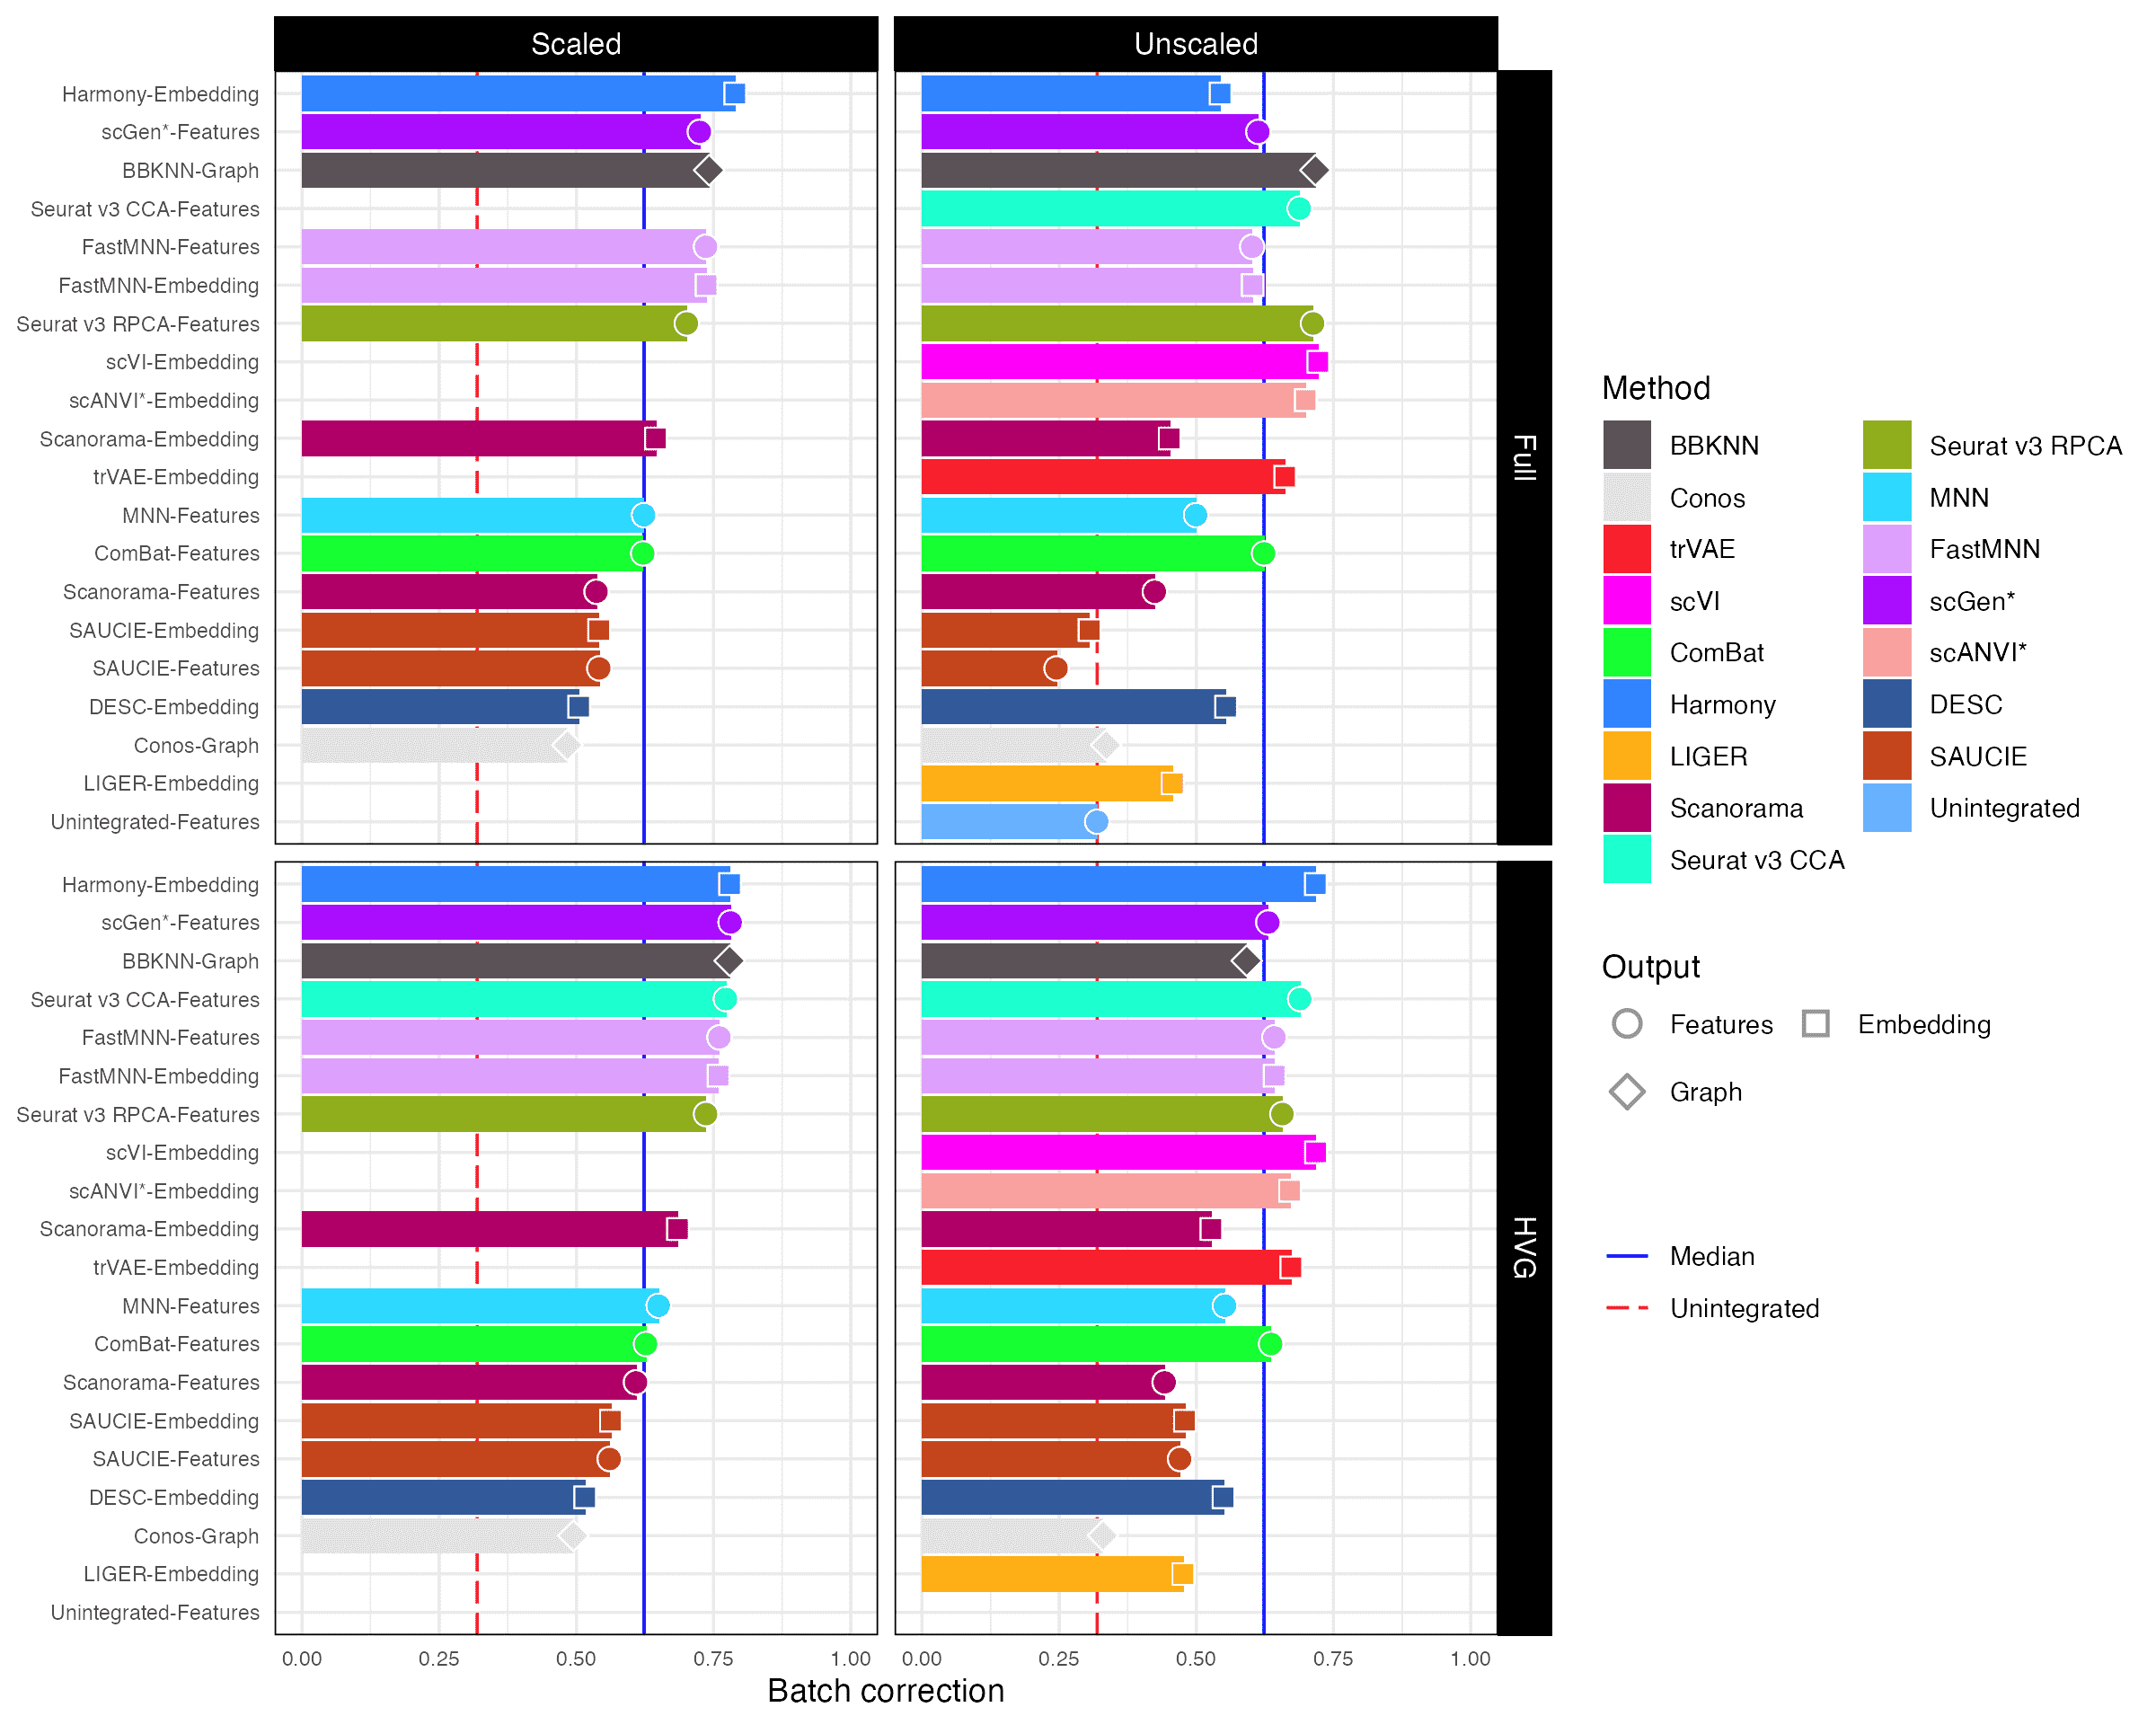 Scaled
Unscaled
Harmony-Embedding
scGen*-Features
BBKNN-Graph
Seurat v3 CCA-Features
FastMNN-Features
FastMNN-Embedding
Seurat v3 RPCA-Features
scVI-Embedding
scANVI*-Embedding
Scanorama-Embedding
trVAE-Embedding
MNN-Features
ComBat-Features
Scanorama-Features
SAUCIE-Embedding
SAUCIE-Features
DESC-Embedding
Conos-Graph
LIGER-Embedding
Unintegrated-Features
Full
Harmony-Embedding
scGen*-Features
BBKNN-Graph
Seurat v3 CCA-Features
FastMNN-Features
FastMNN-Embedding
Seurat v3 RPCA-Features
scVI-Embedding
scANVI*-Embedding
Scanorama-Embedding
trVAE-Embedding
MNN-Features
ComBat-Features
Scanorama-Features
SAUCIE-Embedding
SAUCIE-Features
DESC-Embedding
Conos-Graph
LIGER-Embedding
Unintegrated-Features
HVG
0.00 0.25 0.50 0.75 1.00
0.00 0.25 0.50 0.75 1.00
Batch correction
Method
BBKNN
Conos
trVAE
scVI
ComBat
Harmony
LIGER
Scanorama
Seurat v3 CCA
Seurat v3 RPCA
MNN
FastMNN
scGen*
scANVI*
DESC
SAUCIE
Unintegrated
Output
Features
Embedding
Graph
Median
Unintegrated